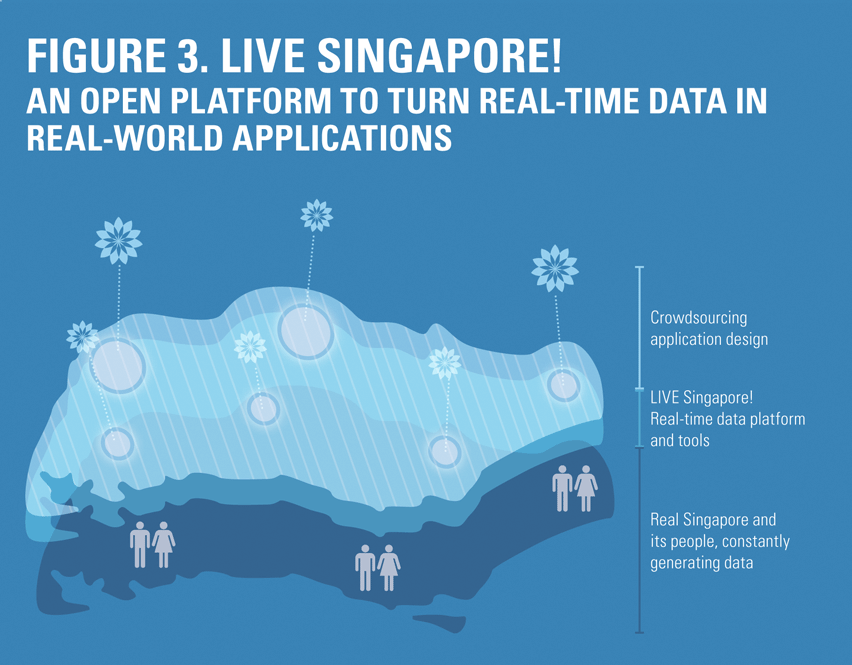 FIGURE 3. LIVE SINGAPORE!
AN OPEN PLATFORM TO TURN REAL-TIME DATA IN
REAL-WORLD APPLICATIONS
Crowdsourcing
application design
LIVE Singapore!
Real-time data platform
and tools
Real Singapore and
its people, constantly
generating data